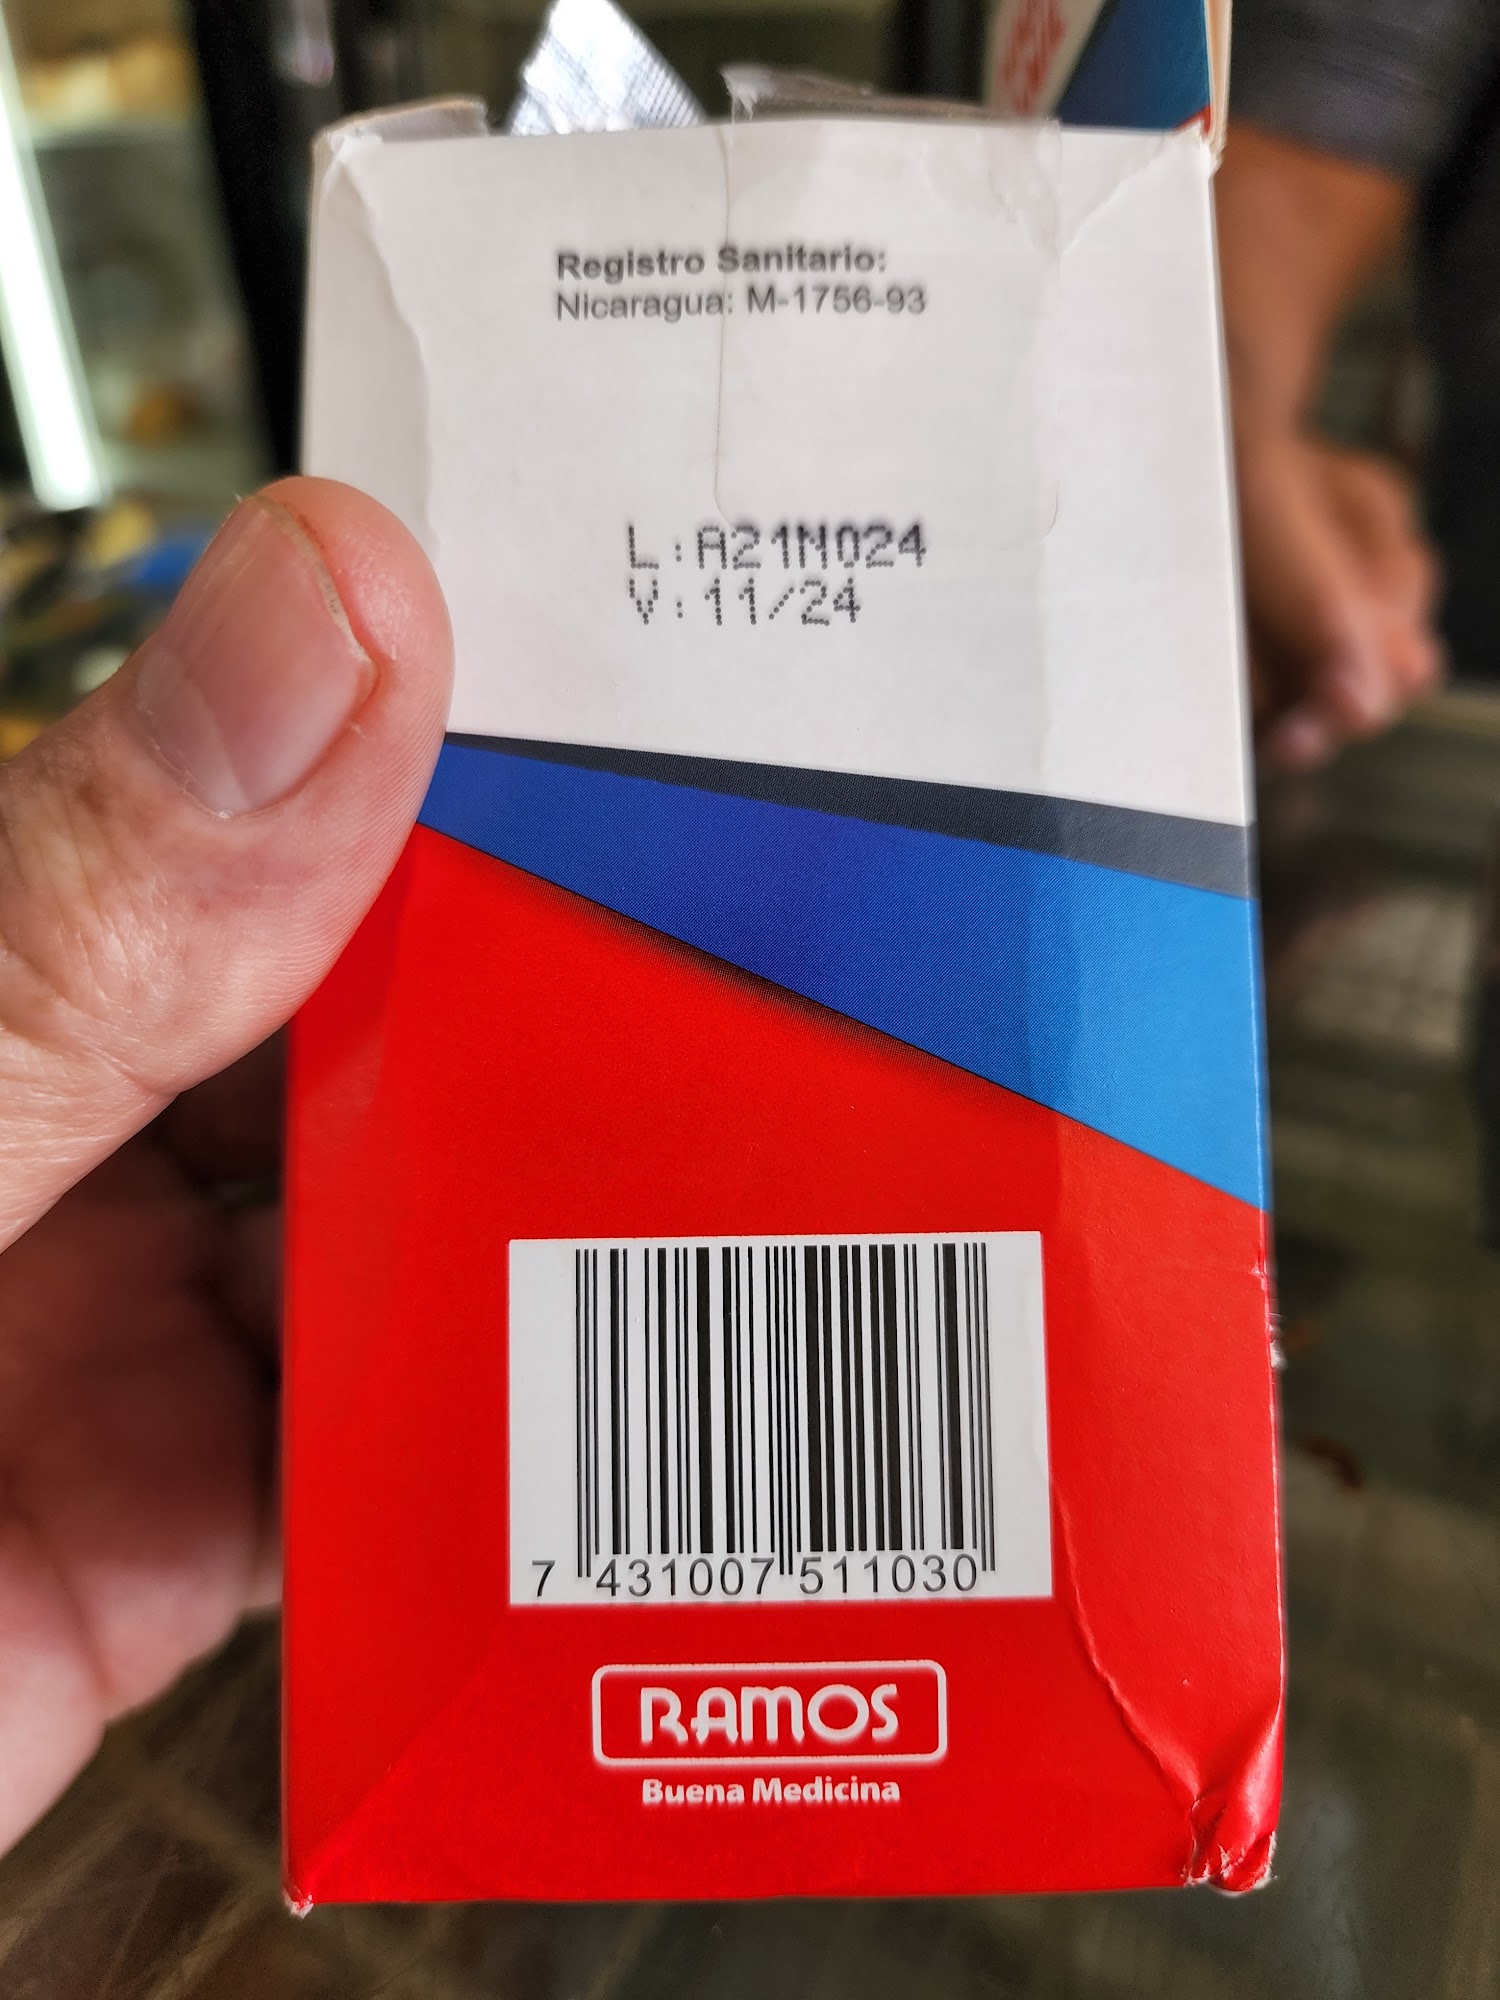 Registro Sanitario:
Nicaragua: M-1756-93
L:A21N024
V:11/24
7 431007 511030
RAMOS
Buena Medicina